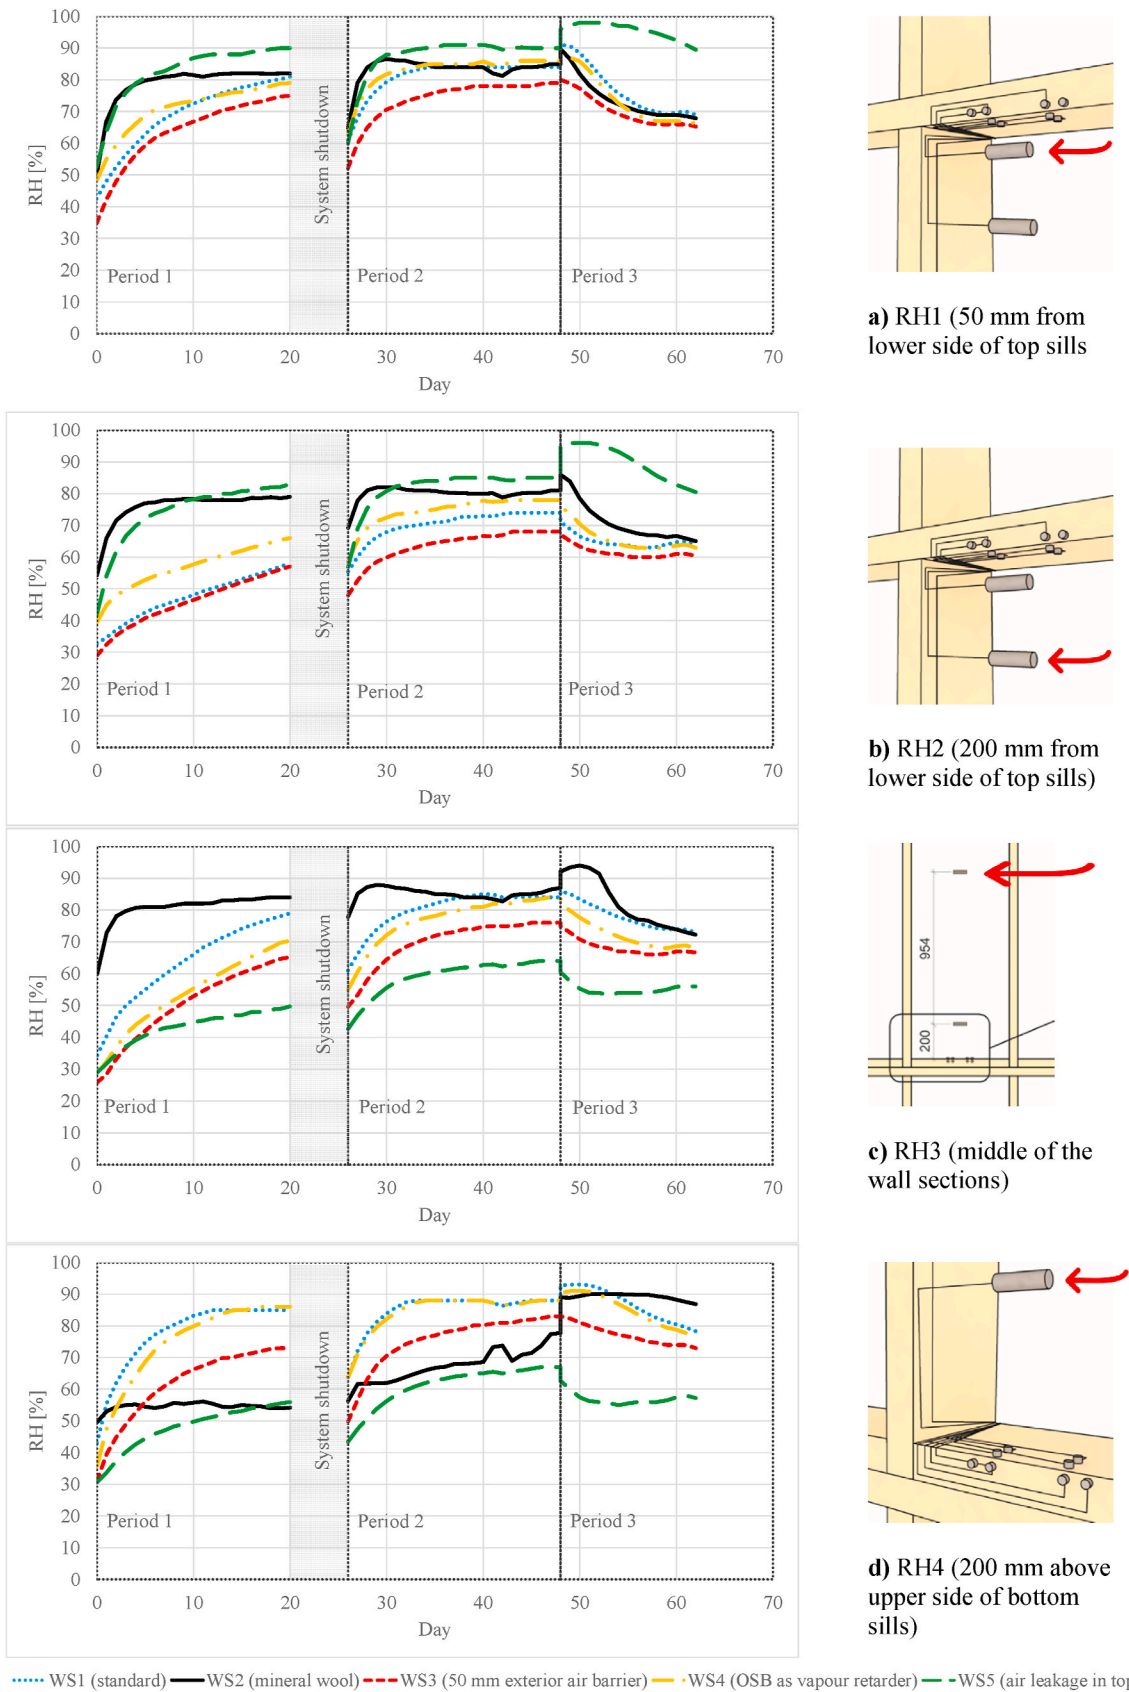 100
90
80
70
60
50
40
30
20
10
0
RH [%]
System shutdown
Period 1
Period 2
Period 3
0 10 20 30 40 50 60 70
Day
a) RH1 (50 mm from
lower side of top sills
100
90
80
70
60
50
40
30
20
10
0
RH [%]
System shutdown
Period 1
Period 2
Period 3
0 10 20 30 40 50 60 70
Day
b) RH2 (200 mm from
lower side of top sills)
100
90
80
70
60
50
40
30
20
10
0
RH [%]
System shutdown
Period 1
Period 2
Period 3
0 10 20 30 40 50 60 70
Day
954
200
c) RH3 (middle of the
wall sections)
100
90
80
70
60
50
40
30
20
10
0
RH [%]
System shutdown
Period 1
Period 2
Period 3
0 10 20 30 40 50 60 70
Day
d) RH4 (200 mm above
upper side of bottom
sills)
WS1 (standard) WS2 (mineral wool) WS3 (50 mm exterior air barrier) WS4 (OSB as vapour retarder) WS5 (air leakage in top